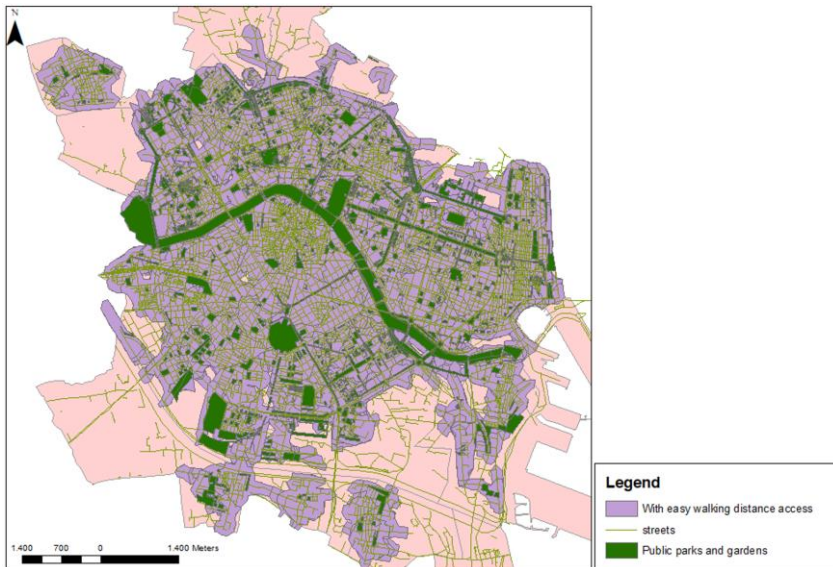 N
1.400 700 0 1.400 Meters
Legend
With easy walking distance access
streets
Public parks and gardens